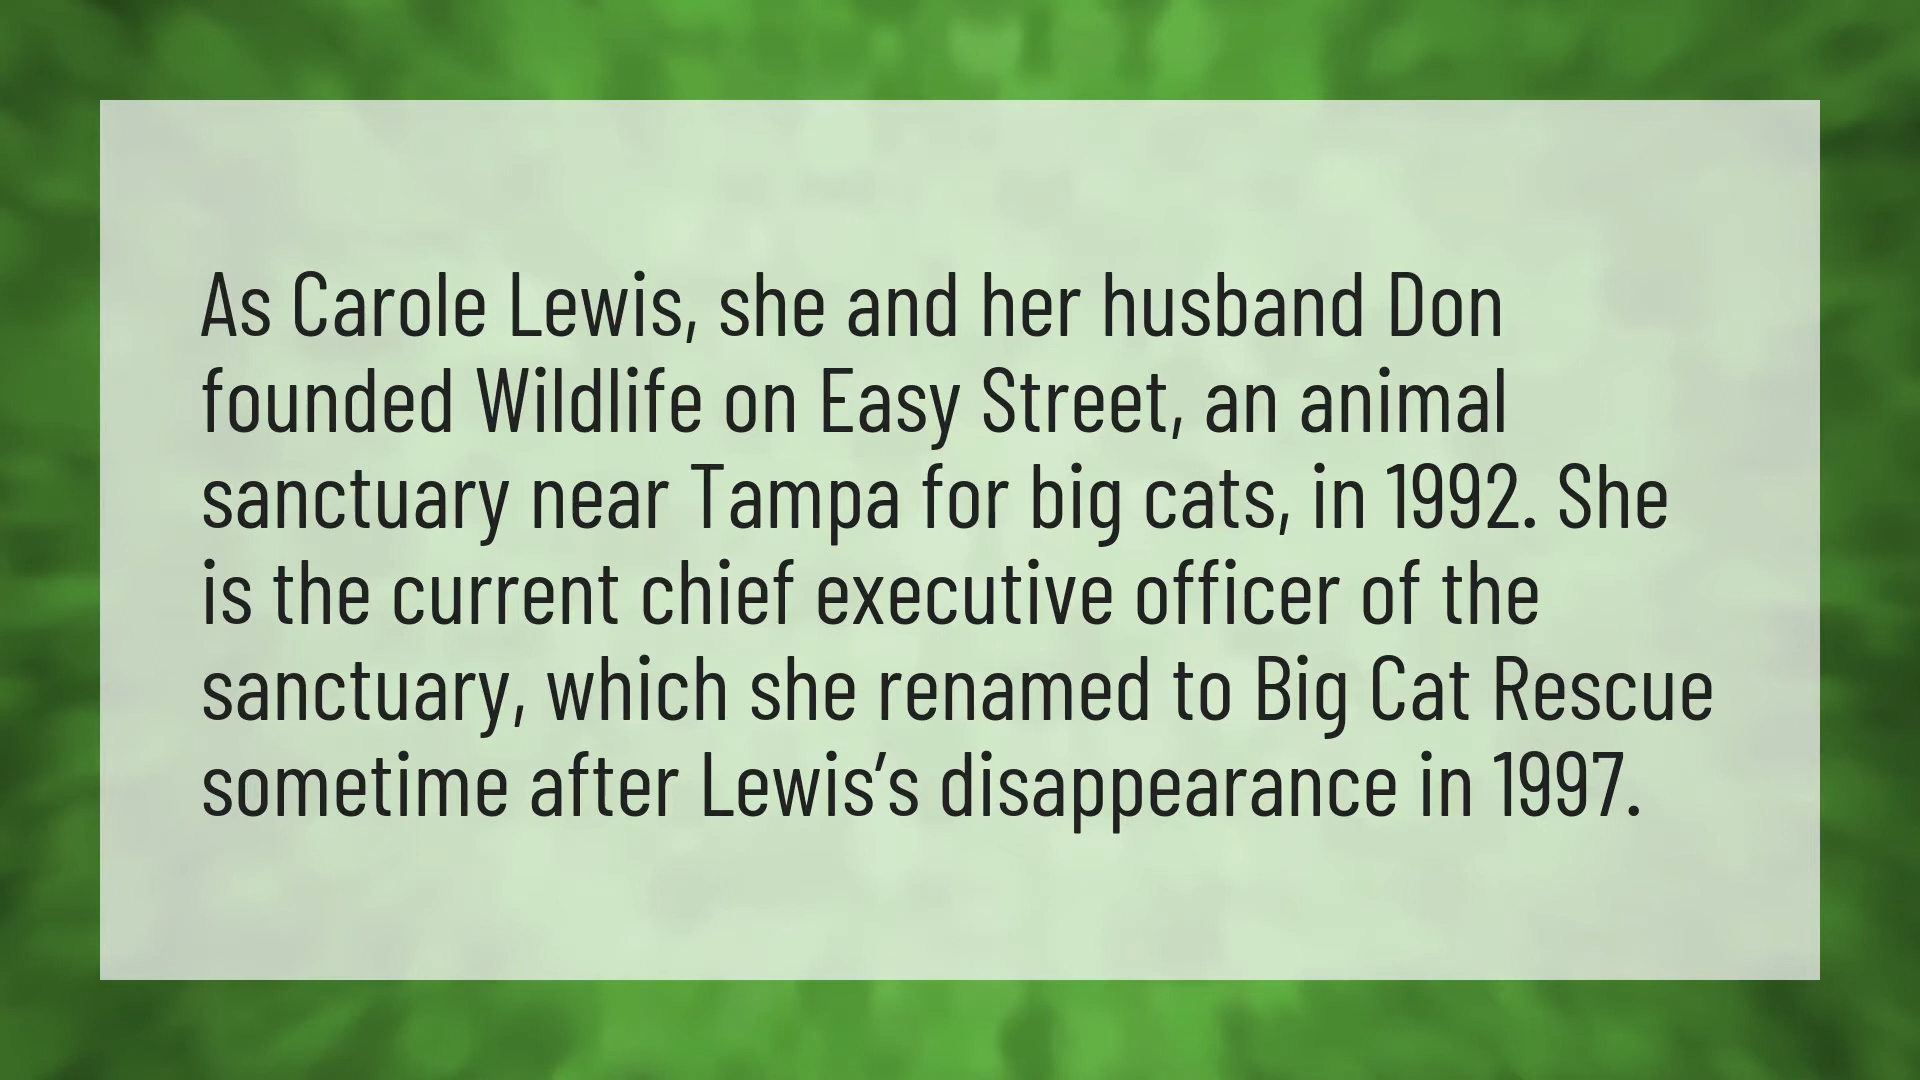 As Carole Lewis, she and her husband Don
founded Wildlife on Easy Street, an animal
sanctuary near Tampa for big cats, in 1992. She
is the current chief executive officer of the
sanctuary, which she renamed to Big Cat Rescue
sometime after Lewis’s disappearance in 1997.